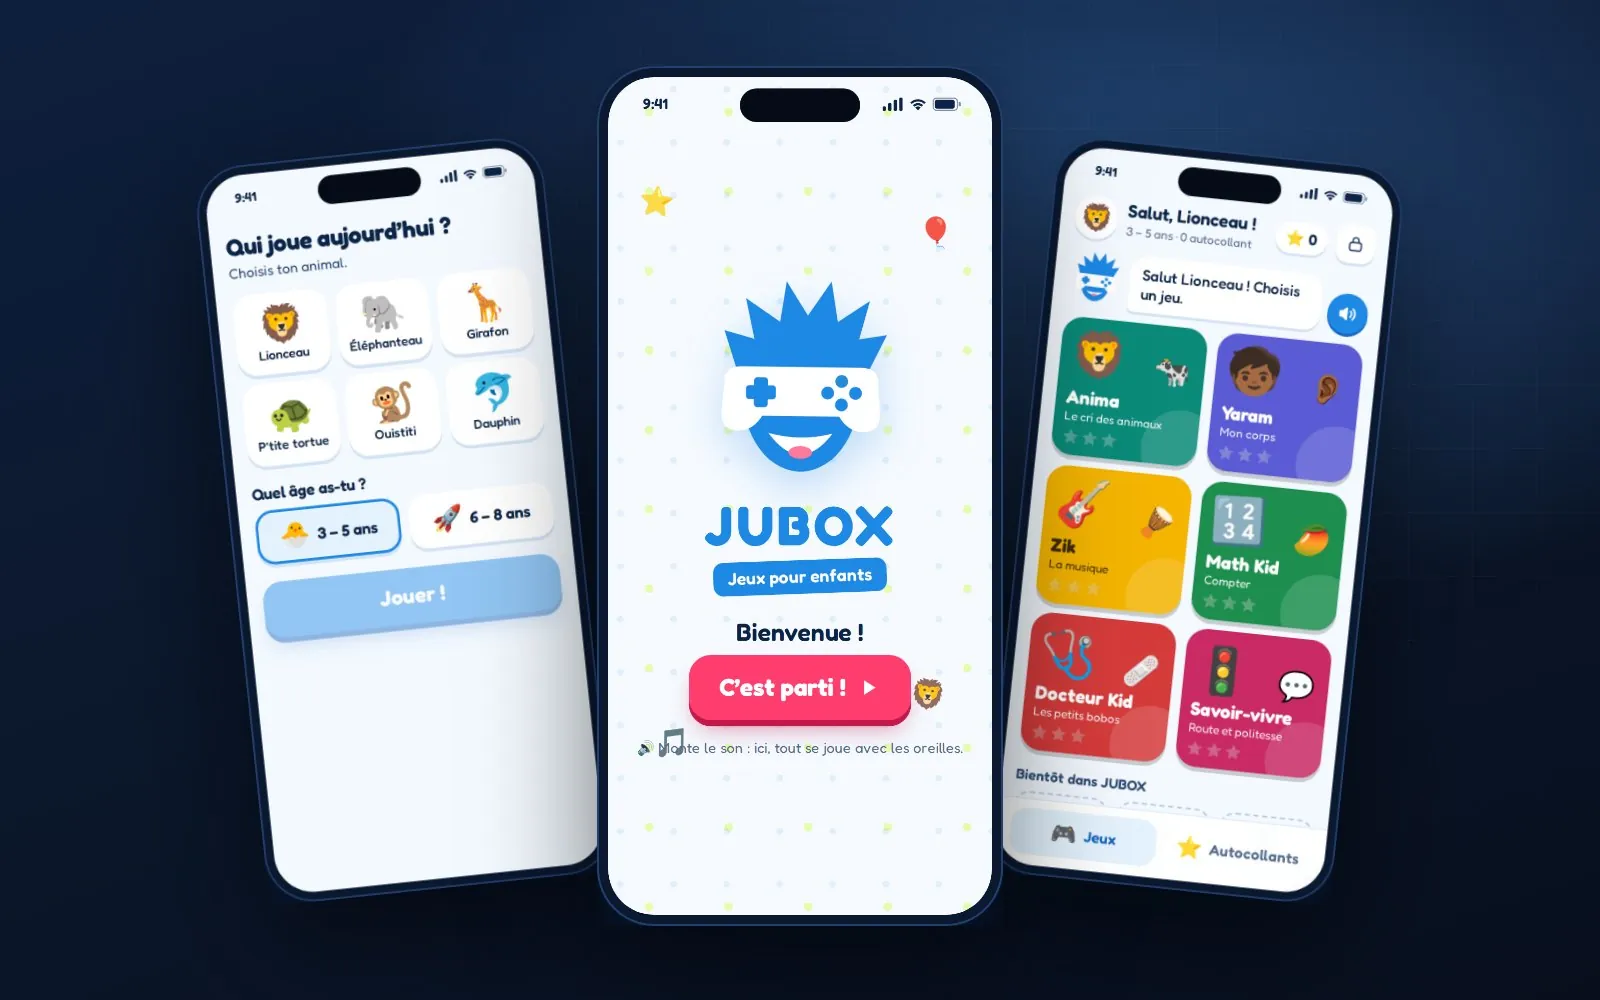 9:41
Qui joue aujourd'hui ?
Choisis ton animal.
Lionceau
Éléphanteau
Girafon
P'tite tortue
Ouistiti
Dauphin
Quel âge as-tu ?
3 – 5 ans
6 – 8 ans
Jouer !
9:41
JUBOX
Jeux pour enfants
Bienvenue !
C'est parti !
Monte le son : ici, tout se joue avec les oreilles.
9:41
Salut, Lionceau !
3 – 5 ans · 0 autocollant
0
Salut Lionceau ! Choisis
un jeu.
Anima
Le cri des animaux
Yaram
Mon corps
Zik
La musique
1 2
3 4
Math Kid
Compter
Docteur Kid
Les petits bobos
Savoir-vivre
Route et politesse
Bientôt dans JUBOX
Jeux
Autocollants